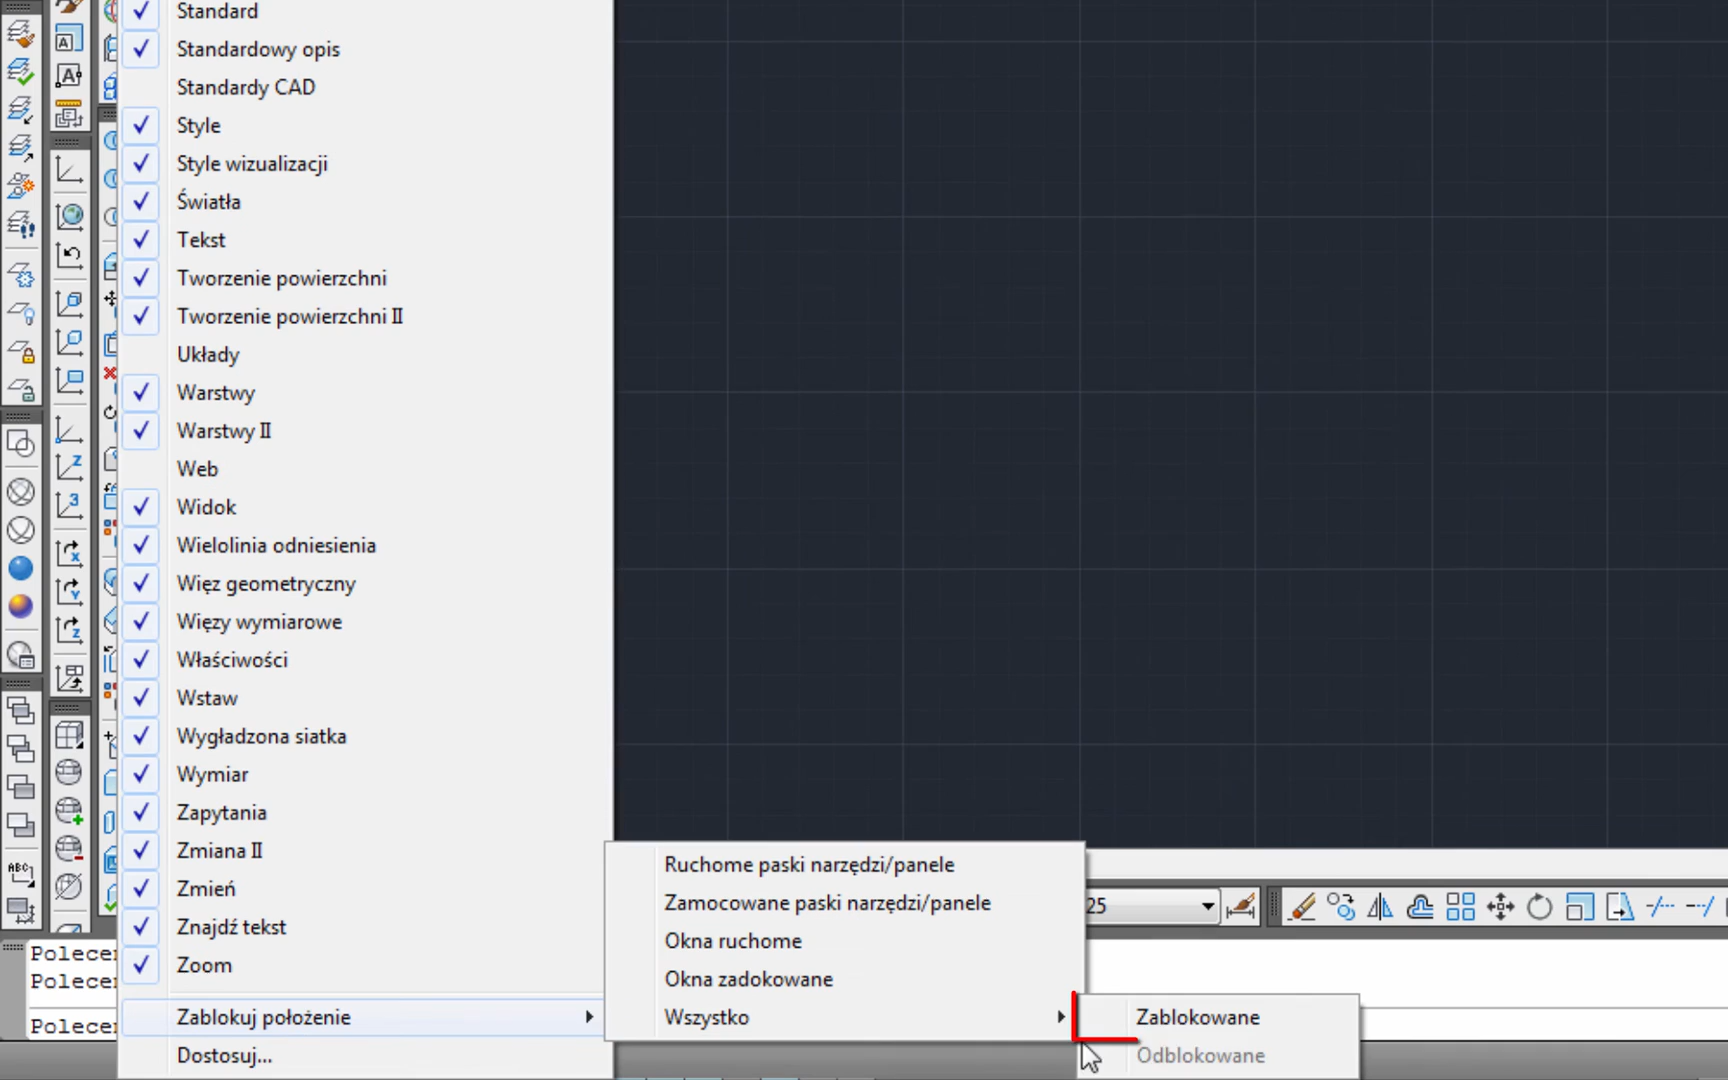 Standard
Standardowy opis
Standardy CAD
Style
Style wizualizacji
Światła
Tekst
Tworzenie powierzchni
Tworzenie powierzchni II
Układy
Warstwy
Warstwy II
Web
Widok
Wielolinia odniesienia
Więz geometryczny
Więzy wymiarowe
Właściwości
Wstaw
Wygładzona siatka
Wymiar
Zapytania
Zmiana II
Zmień
Znajdź tekst
Zoom
Zablokuj położenie
Dostosuj...
Ruchome paski narzędzi/panele
Zamocowane paski narzędzi/panele
Okna ruchome
Okna zadokowane
Wszystko
Zablokowane
Odblokowane
25